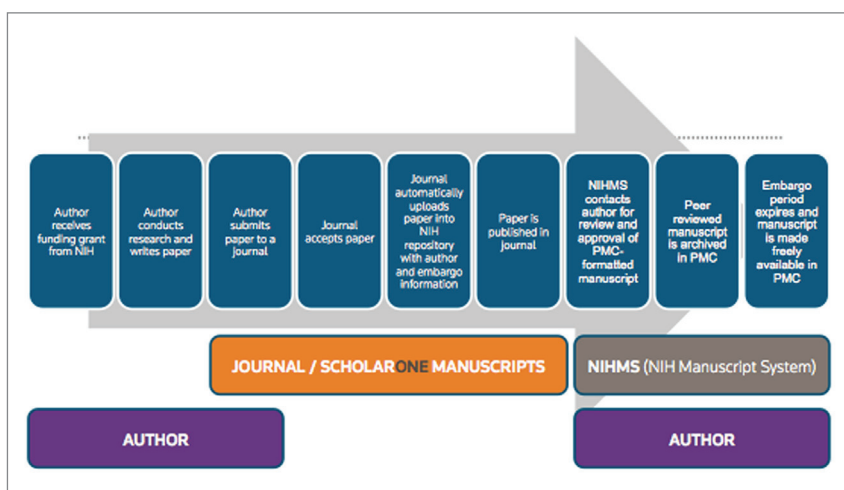 Author
receives
funding grant
from NIH
Author
conducts
research and
writes paper
Author
submits
paper to a
journal
Journal
accepts paper
Journal
automatically
uploads
paper into
NIH
repository
with author
and embargo
information
Paper is
published in
journal
NIHMS
contacts
author for
review and
approval of
PMC-
formatted
manuscript
Peer
reviewed
manuscript
is archived
in PMC
Embargo
period
expires and
manuscript
is made
freely
available in
PMC
JOURNAL / SCHOLARONE MANUSCRIPTS
NIHMS (NIH Manuscript System)
AUTHOR
AUTHOR